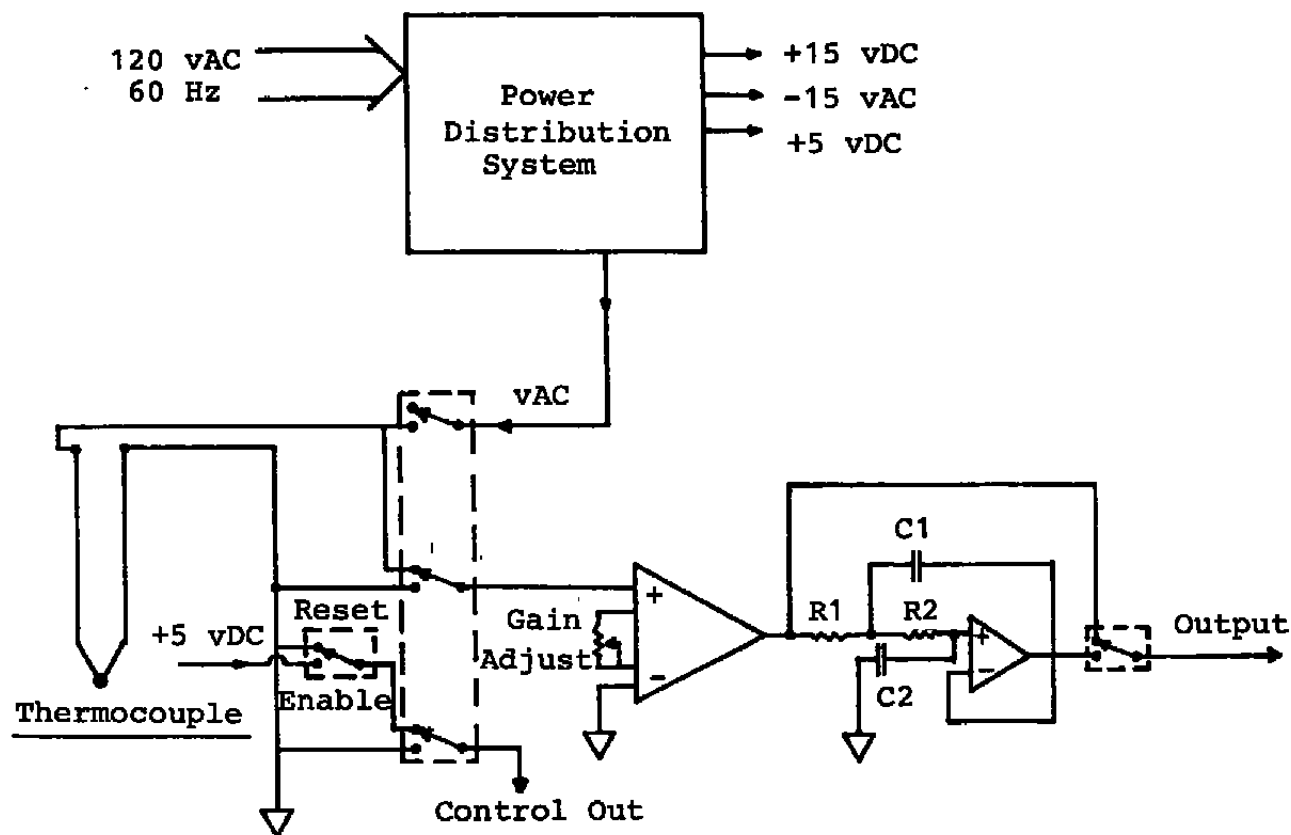 120 vAC
60 Hz
Power
Distribution
System
+15 vDC
-15 vAC
+5 vDC
vAC
C1
R1
R2
C2
+
-
Output
Gain
Adjust
+
-
Reset
+5 vDC
Enable
Thermocouple
Control Out